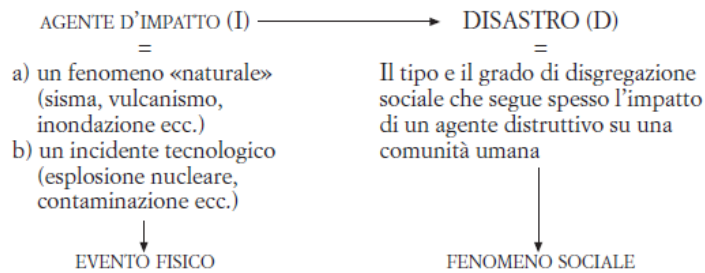 AGENTE D'IMPATTO (I)
=
a) un fenomeno «naturale»
(sisma, vulcanismo,
inondazione ecc.)
b) un incidente tecnologico
(esplosione nucleare,
contaminazione ecc.)
EVENTO FISICO
DISASTRO (D)
=
Il tipo e il grado di disgregazione
sociale che segue spesso l'impatto
di un agente distruttivo su una
comunità umana
FENOMENO SOCIALE